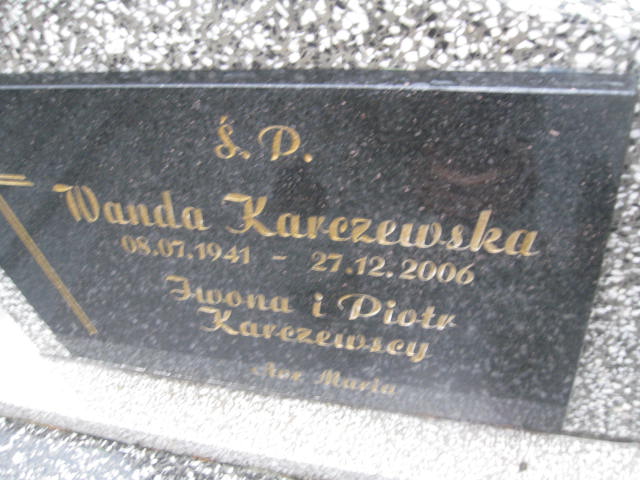 Ś. P.
Wanda Karczewska
08.07.1941 - 27.12.2006
Iwona i Piotr
Karczewscy
Ave Maria